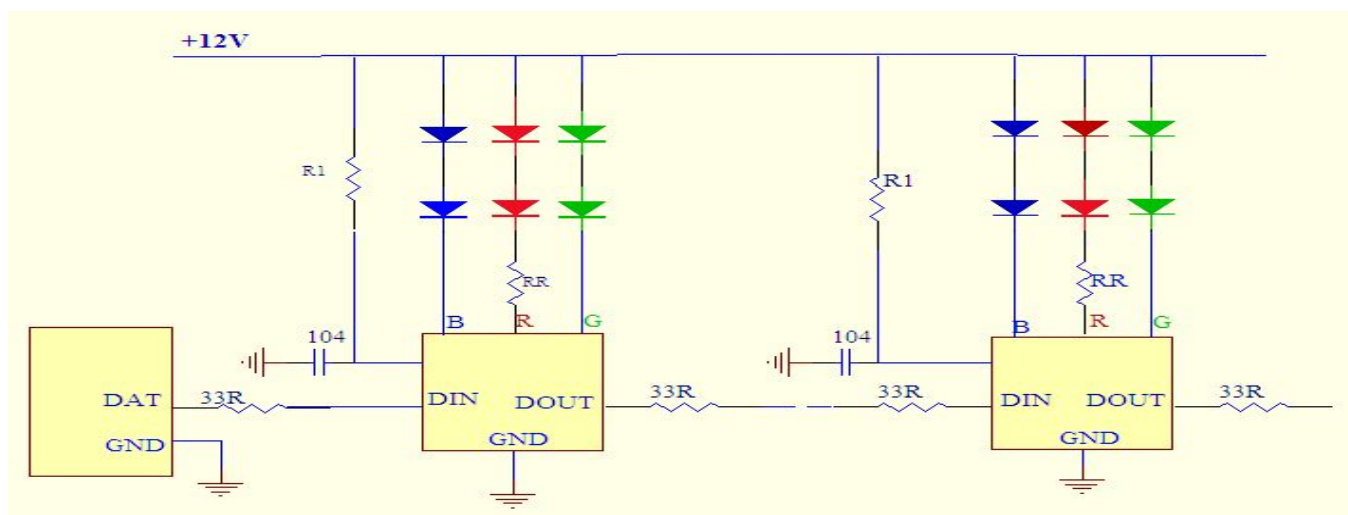 +12V
R1
R1
RR
RR
B
R
G
B
R
G
104
104
DAT
33R
DIN
DOUT
33R
33R
DIN
DOUT
33R
GND
GND
GND